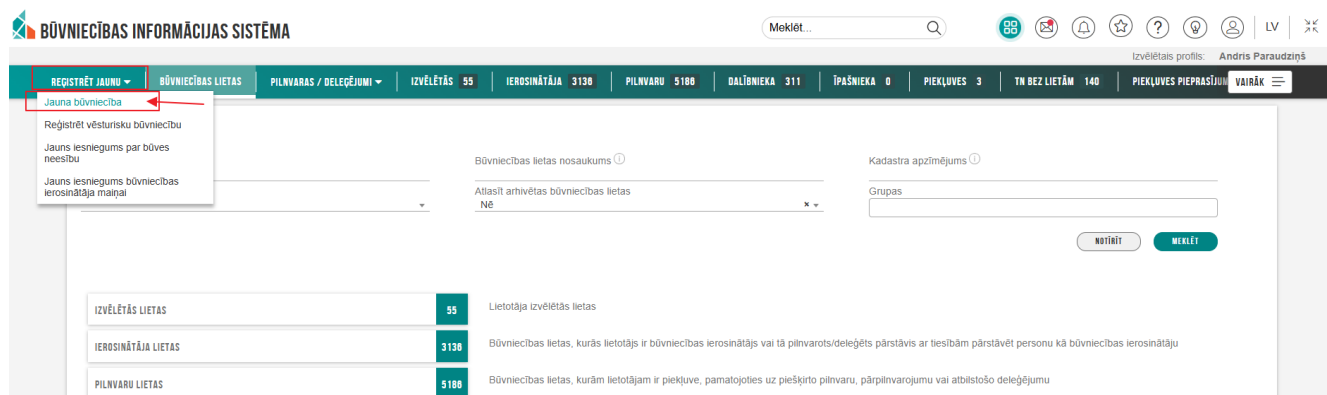 BŪVNIECĪBAS INFORMĀCIJAS SISTĒMA
Meklēt...
LV
Izvēlētais profils: Andris Paraudziņš
REĢISTRĒT JAUNU
BŪVNIECĪBAS LIETAS
PILNVARAS / DELEĢĒJUMI
IZVĒLĒTĀS 55
IEROSINĀTĀJA 3138
PILNVARU 5188
DALĪBNIEKA 311
ĪPAŠNIEKA 0
PIEKĻUVES 3
TN BEZ LIETĀM 140
PIEKĻUVES PIEPRASĪJUM
VAIRĀK
Jauna būvniecība
Reģistrēt vēsturisku būvniecību
Jauns iesniegums par būves
neesību
Jauns iesniegums būvniecības
ierosinātāja maiņai
Būvniecības lietas nosaukums
Kadastra apzīmējums
Atlasīt arhivētas būvniecības lietas
Nē
Grupas
NOTĪRĪT
MEKLĒT
IZVĒLĒTĀS LIETAS 55 Lietotāja izvēlētās lietas
IEROSINĀTĀJA LIETAS 3138 Būvniecības lietas, kurās lietotājs ir būvniecības ierosinātājs vai tā pilnvarots/deleģēts pārstāvis ar tiesībām pārstāvēt personu kā būvniecības ierosinātāju
PILNVARU LIETAS 5188 Būvniecības lietas, kurām lietotājam ir piekļuve, pamatojoties uz piešķirto pilnvaru, pārpilnvarojumu vai atbilstošo deleģējumu